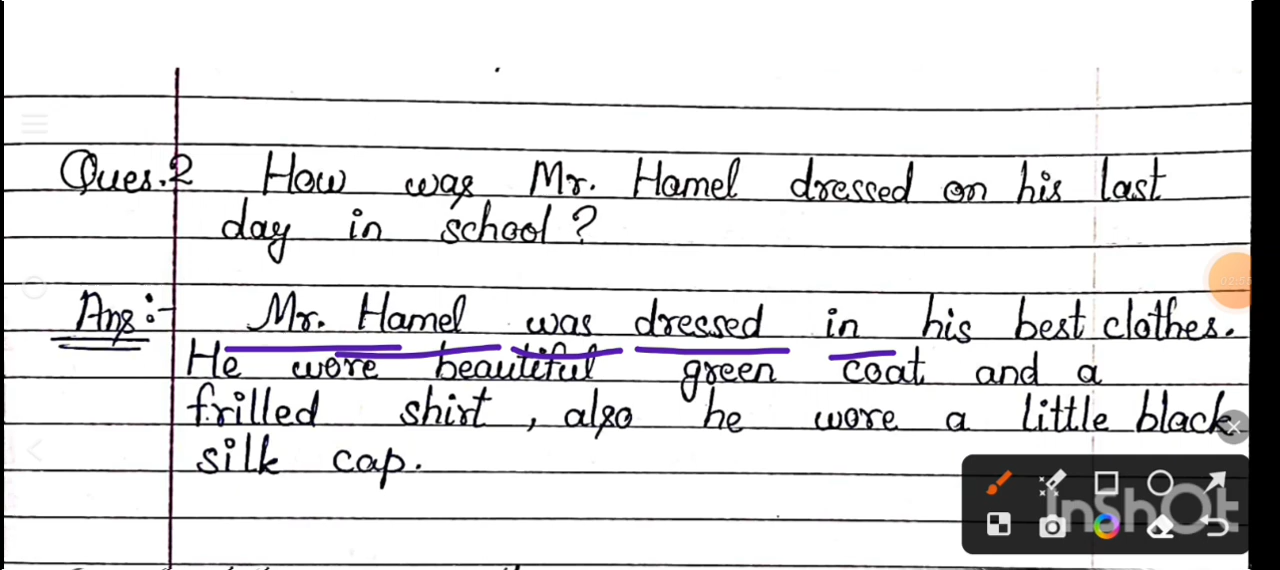 Ques.2 How was Mr. Hamel dressed on his last
day in school?
Ans:- Mr. Hamel was dressed in his best clothes.
He wore beautiful green coat and a
frilled shirt, also he wore a little black
silk cap.
InShOt